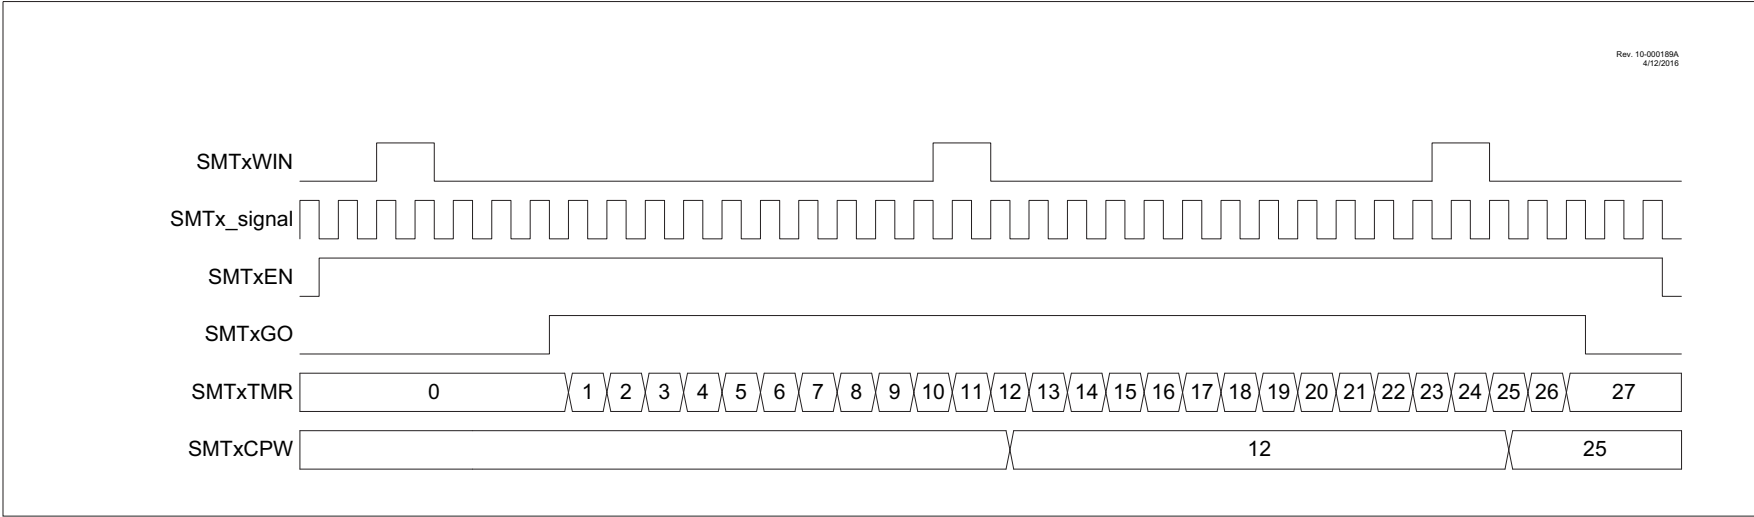 Rev. 10-000189A
4/12/2016
SMTxWIN
SMTx_signal
SMTxEN
SMTxGO
SMTxTMR 0 1 2 3 4 5 6 7 8 9 10 11 12 13 14 15 16 17 18 19 20 21 22 23 24 25 26 27
SMTxCPW 12 25